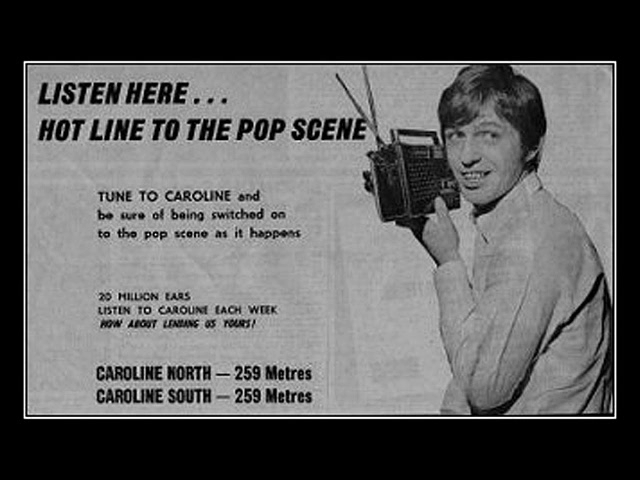 LISTEN HERE . . .
HOT LINE TO THE POP SCENE
TUNE TO CAROLINE and
be sure of being switched on
to the pop scene as it happens
20 MILLION EARS
LISTEN TO CAROLINE EACH WEEK
HOW ABOUT LENDING US YOURS!
CAROLINE NORTH — 259 Metres
CAROLINE SOUTH — 259 Metres